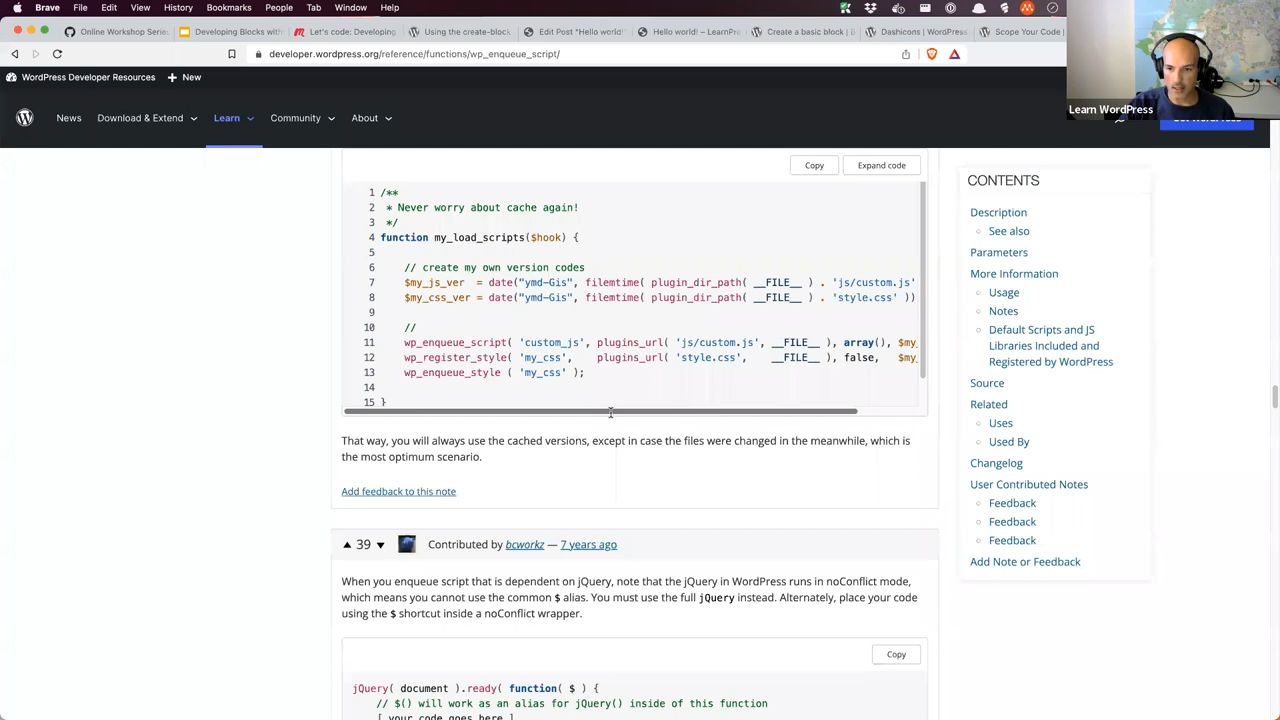 Brave File Edit View History Bookmarks People Tab Window Help
Online Workshop Serie
Developing Blocks with
Let's code: Developing
Using the create-block
Edit Post "Hello world!"
Hello world! – LearnPre
Create a basic block | D
Dashicons | WordPress
Scope Your Code |
developer.wordpress.org/reference/functions/wp_enqueue_script/
WordPress Developer Resources + New
Learn WordPress
News Download & Extend Learn Community About
Copy Expand code
1 /**
2 * Never worry about cache again!
3 */
4 function my_load_scripts($hook) {
5
6 // create my own version codes
7 $my_js_ver = date("ymd-Gis", filemtime( plugin_dir_path( __FILE__ ) . 'js/custom.js'
8 $my_css_ver = date("ymd-Gis", filemtime( plugin_dir_path( __FILE__ ) . 'style.css' ))
9
10 //
11 wp_enqueue_script( 'custom_js', plugins_url( 'js/custom.js', __FILE__ ), array(), $my_
12 wp_register_style( 'my_css', plugins_url( 'style.css', __FILE__ ), false, $my_
13 wp_enqueue_style ( 'my_css' );
14
15 }
That way, you will always use the cached versions, except in case the files were changed in the meanwhile, which is
the most optimum scenario.
Add feedback to this note
39 Contributed by bcworkz — 7 years ago
When you enqueue script that is dependent on jQuery, note that the jQuery in WordPress runs in noConflict mode,
which means you cannot use the common $ alias. You must use the full jQuery instead. Alternately, place your code
using the $ shortcut inside a noConflict wrapper.
Copy
jQuery( document ).ready( function( $ ) {
// $() will work as an alias for jQuery() inside of this function
[ your code goes here ]
CONTENTS
Description
See also
Parameters
More Information
Usage
Notes
Default Scripts and JS
Libraries Included and
Registered by WordPress
Source
Related
Uses
Used By
Changelog
User Contributed Notes
Feedback
Feedback
Feedback
Add Note or Feedback